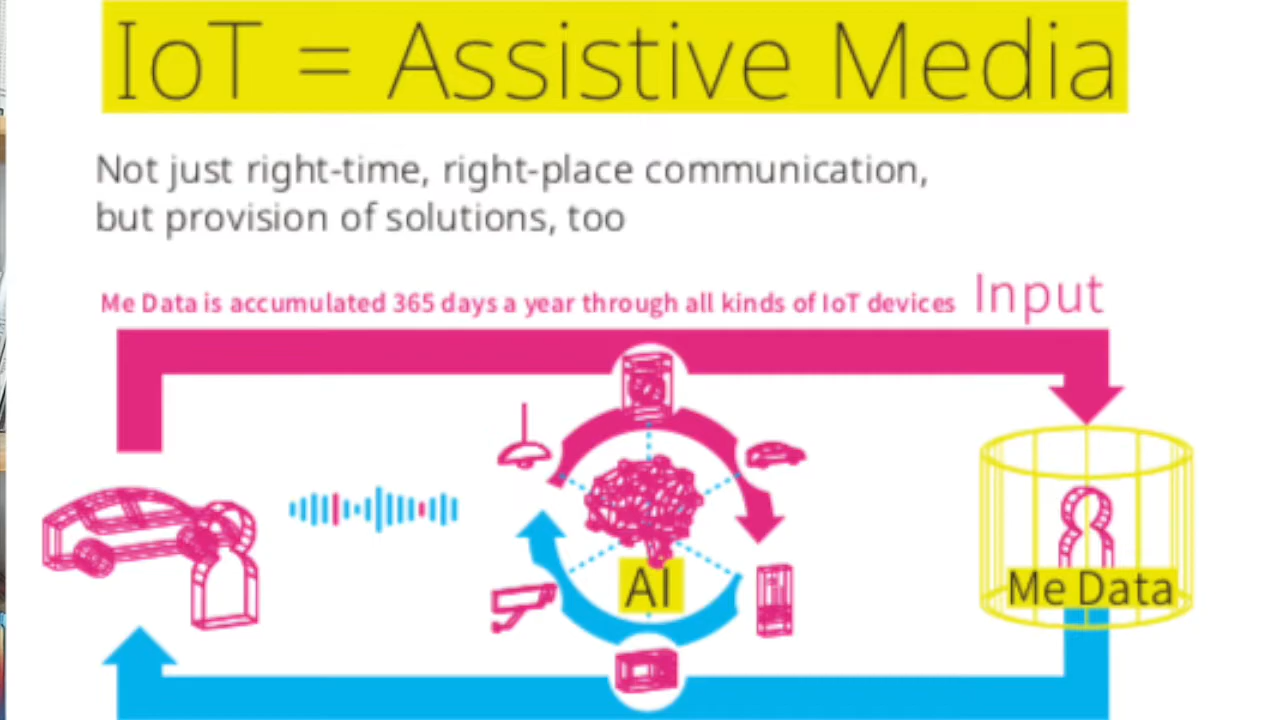 IoT = Assistive Media
Not just right-time, right-place communication,
but provision of solutions, too
Me Data is accumulated 365 days a year through all kinds of IoT devices Input
AI
Me Data